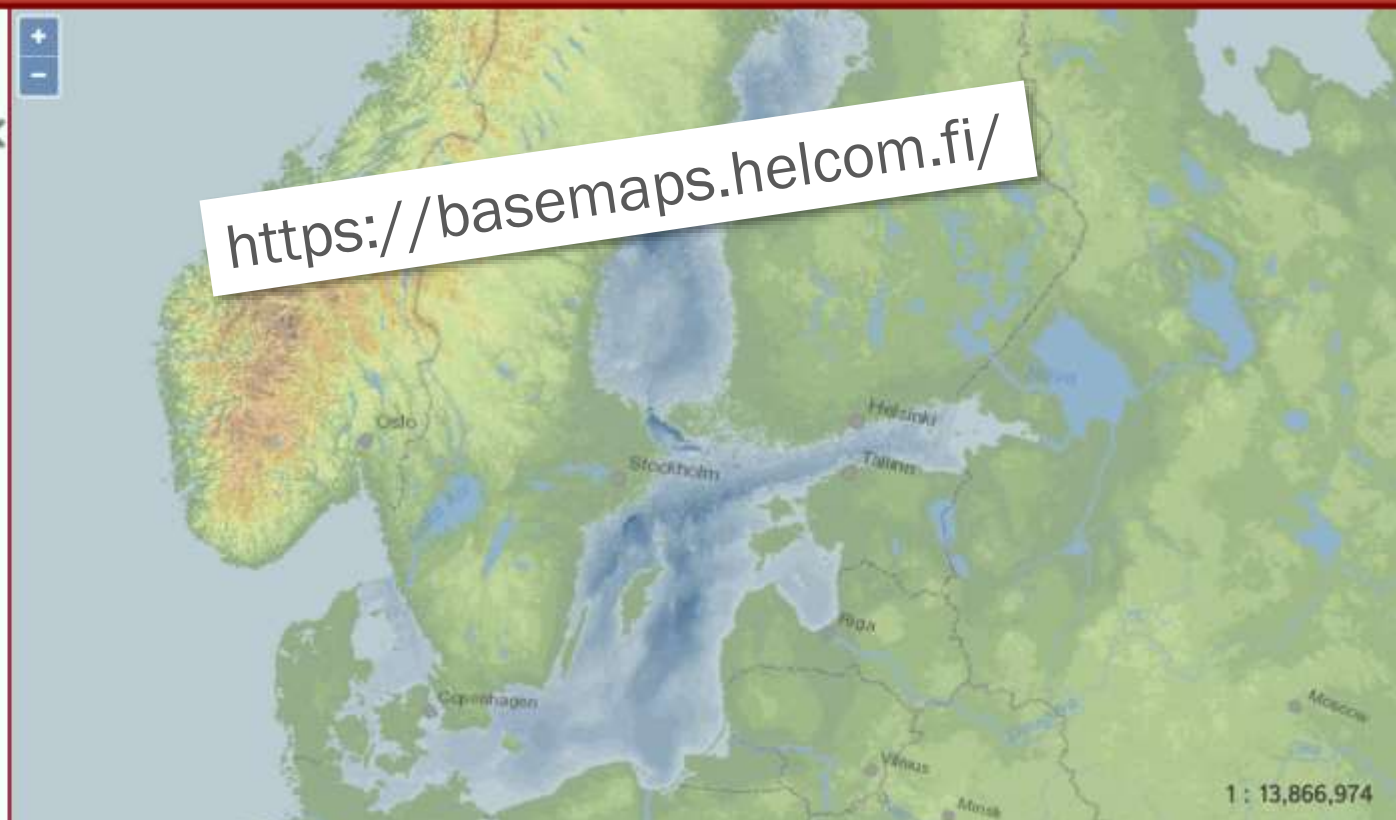 +
−
https://basemaps.helcom.fi/
Oslo
Helsinki
Stockholm
Tallinn
Riga
Copenhagen
Moscow
Vilnius
Minsk
1 : 13,866,974